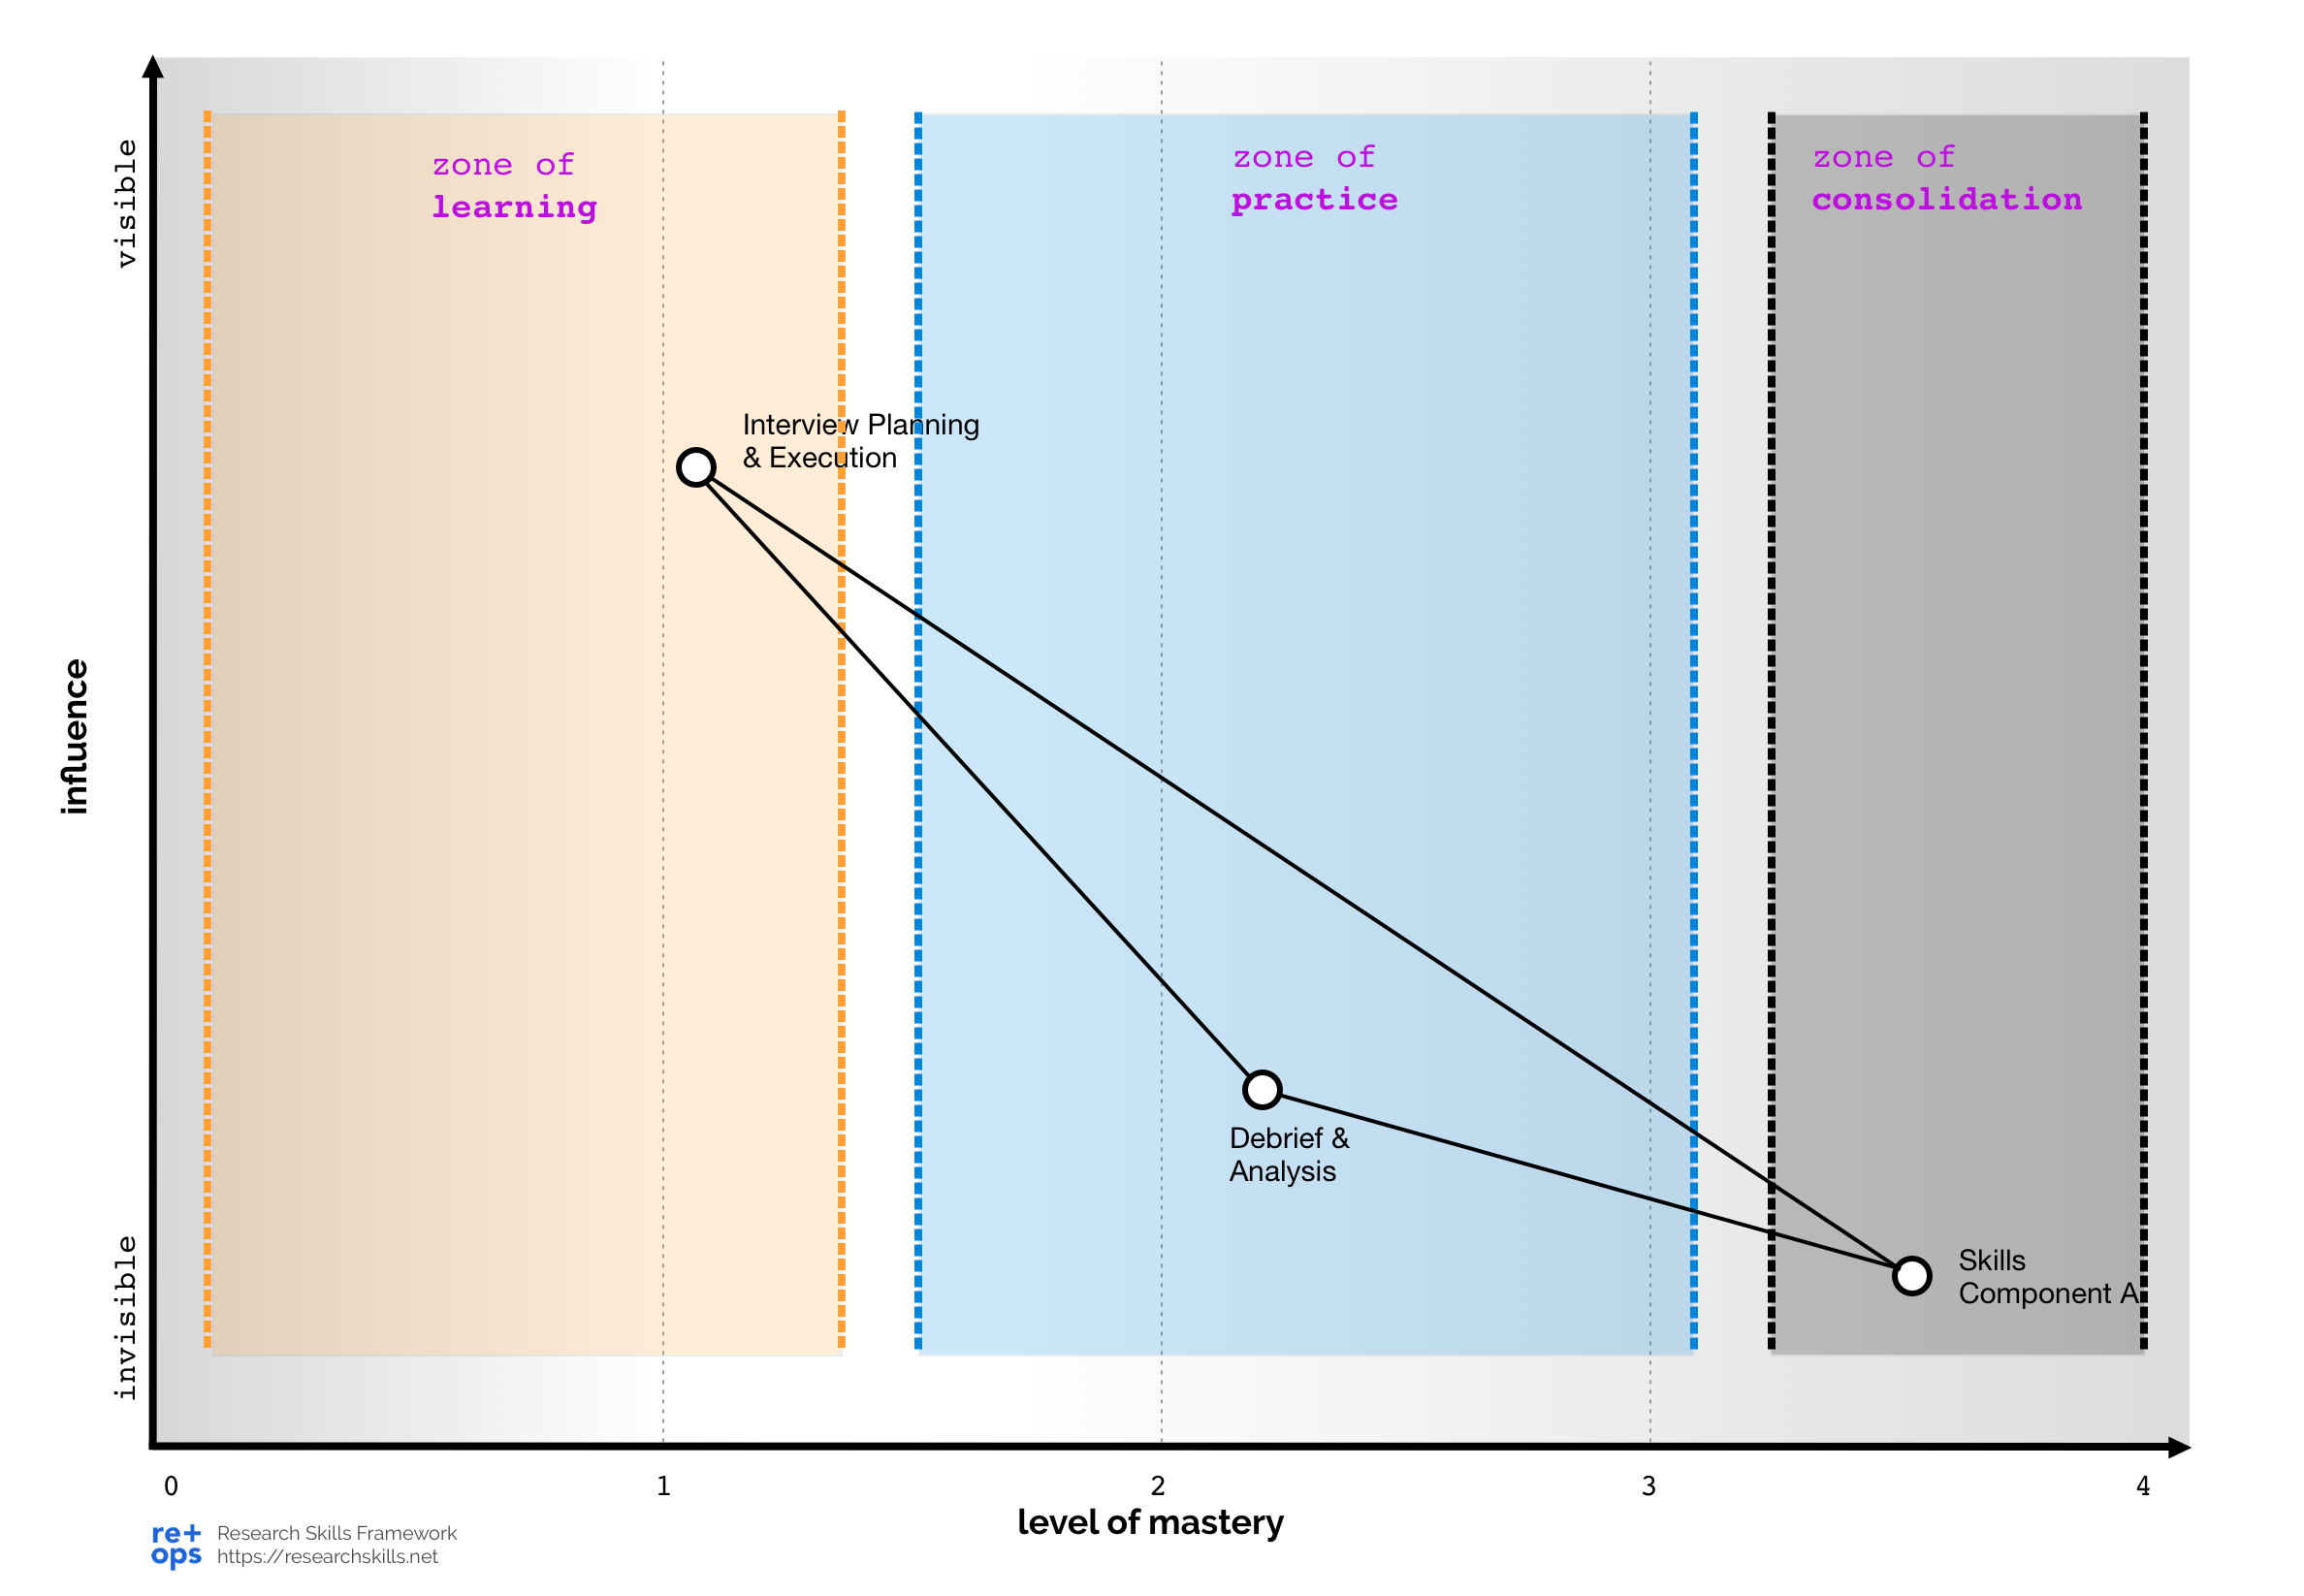 visible
zone of
learning
zone of
practice
zone of
consolidation
Interview Planning
& Execution
influence
Debrief &
Analysis
Skills
Component A
invisible
0 1 2 3 4
level of mastery
re+
ops
Research Skills Framework
https://researchskills.net